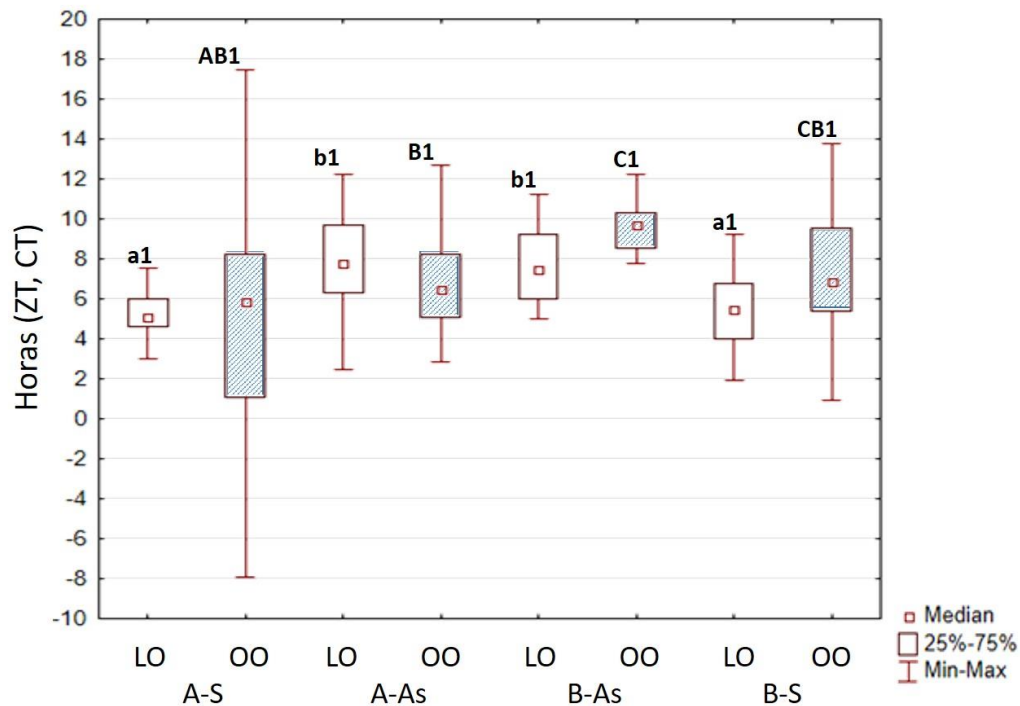 20
18
16
14
12
10
8
6
4
2
0
-2
-4
-6
-8
-10
Horas (ZT, CT)
a1
AB1
b1
B1
b1
C1
a1
CB1
LO OO LO OO LO OO LO OO
A-S A-As B-As B-S
Median
25%-75%
Min-Max